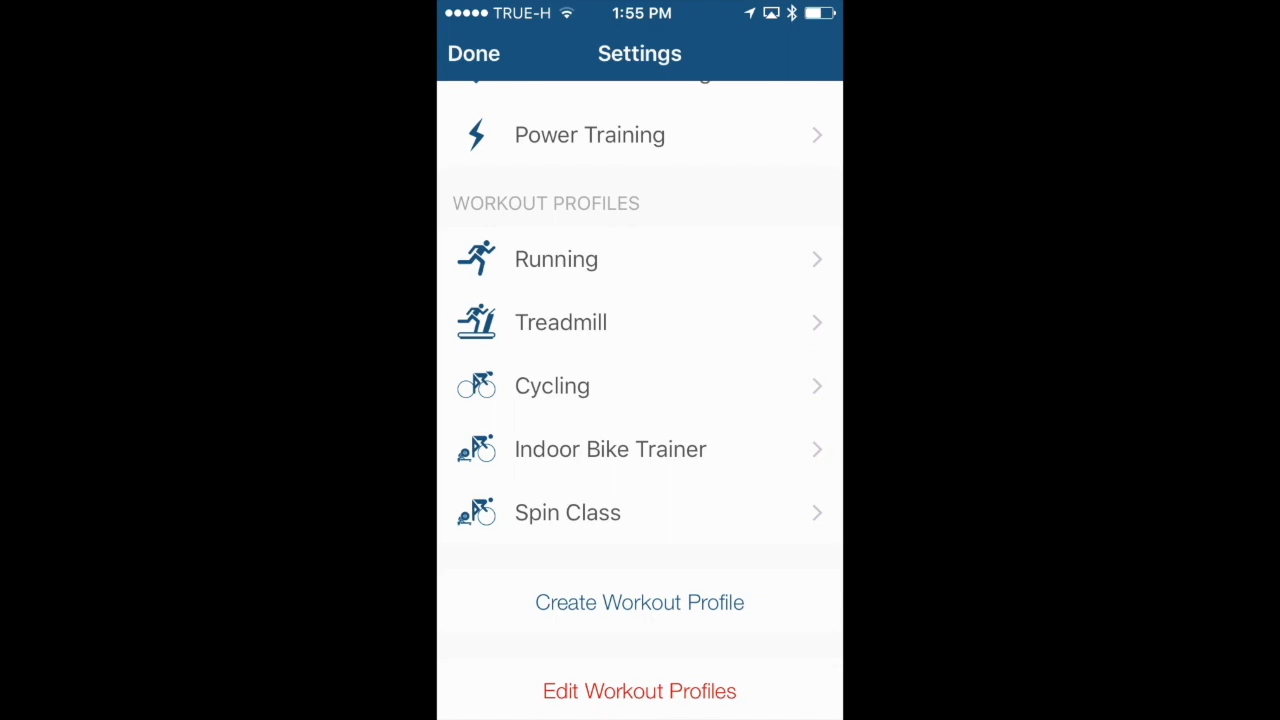 TRUE-H 1:55 PM
Done Settings
Power Training
WORKOUT PROFILES
Running
Treadmill
Cycling
Indoor Bike Trainer
Spin Class
Create Workout Profile
Edit Workout Profiles